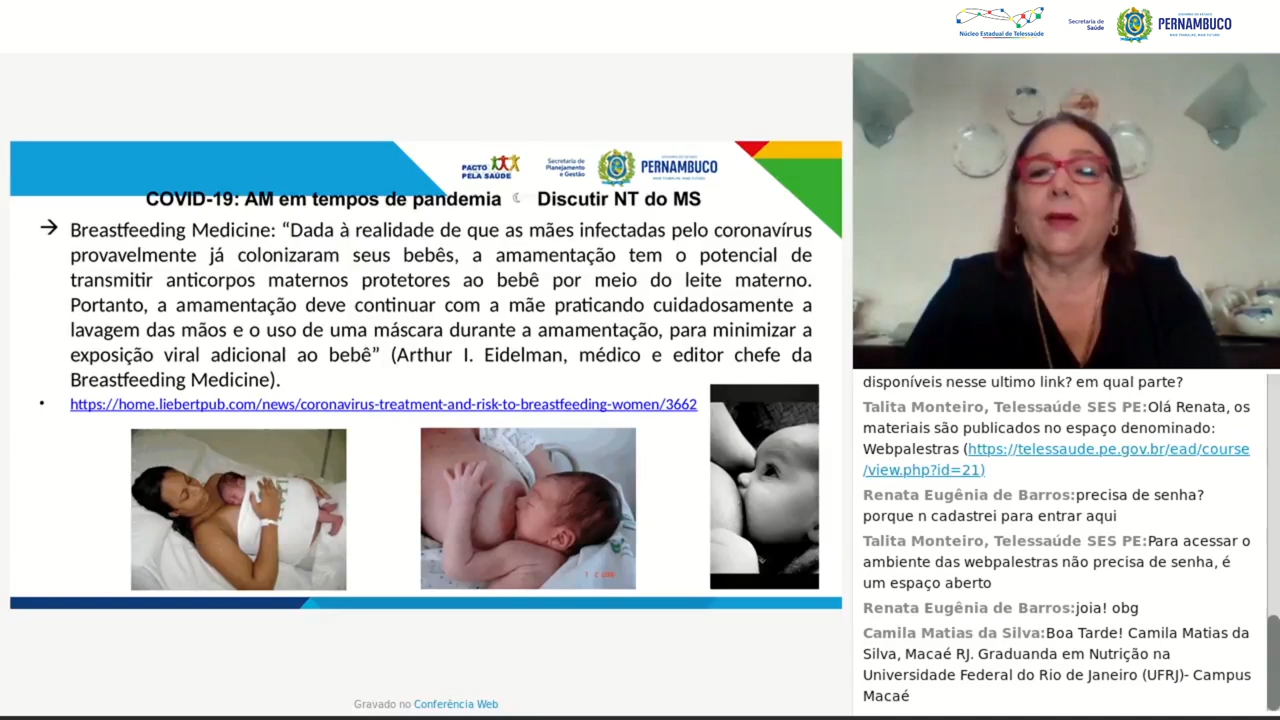 Núcleo Estadual de Telessaúde
Secretaria de
Saúde
PERNAMBUCO
PACTO
PELA SAÚDE
Secretaria de
Planejamento
e Gestão
PERNAMBUCO
COVID-19: AM em tempos de pandemia ☾ Discutir NT do MS
→ Breastfeeding Medicine: “Dada à realidade de que as mães infectadas pelo coronavírus
provavelmente já colonizaram seus bebês, a amamentação tem o potencial de
transmitir anticorpos maternos protetores ao bebê por meio do leite materno.
Portanto, a amamentação deve continuar com a mãe praticando cuidadosamente a
lavagem das mãos e o uso de uma máscara durante a amamentação, para minimizar a
exposição viral adicional ao bebê” (Arthur I. Eidelman, médico e editor chefe da
Breastfeeding Medicine).
• https://home.liebertpub.com/news/coronavirus-treatment-and-risk-to-breastfeeding-women/3662
Gravado no Conferência Web
disponíveis nesse ultimo link? em qual parte?
Talita Monteiro, Telessaúde SES PE:Olá Renata, os
materiais são publicados no espaço denominado:
Webpalestras (https://telessaude.pe.gov.br/ead/course
/view.php?id=21)
Renata Eugênia de Barros:precisa de senha?
porque n cadastrei para entrar aqui
Talita Monteiro, Telessaúde SES PE:Para acessar o
ambiente das webpalestras não precisa de senha, é
um espaço aberto
Renata Eugênia de Barros:joia! obg
Camila Matias da Silva:Boa Tarde! Camila Matias da
Silva, Macaé RJ. Graduanda em Nutrição na
Universidade Federal do Rio de Janeiro (UFRJ)- Campus
Macaé